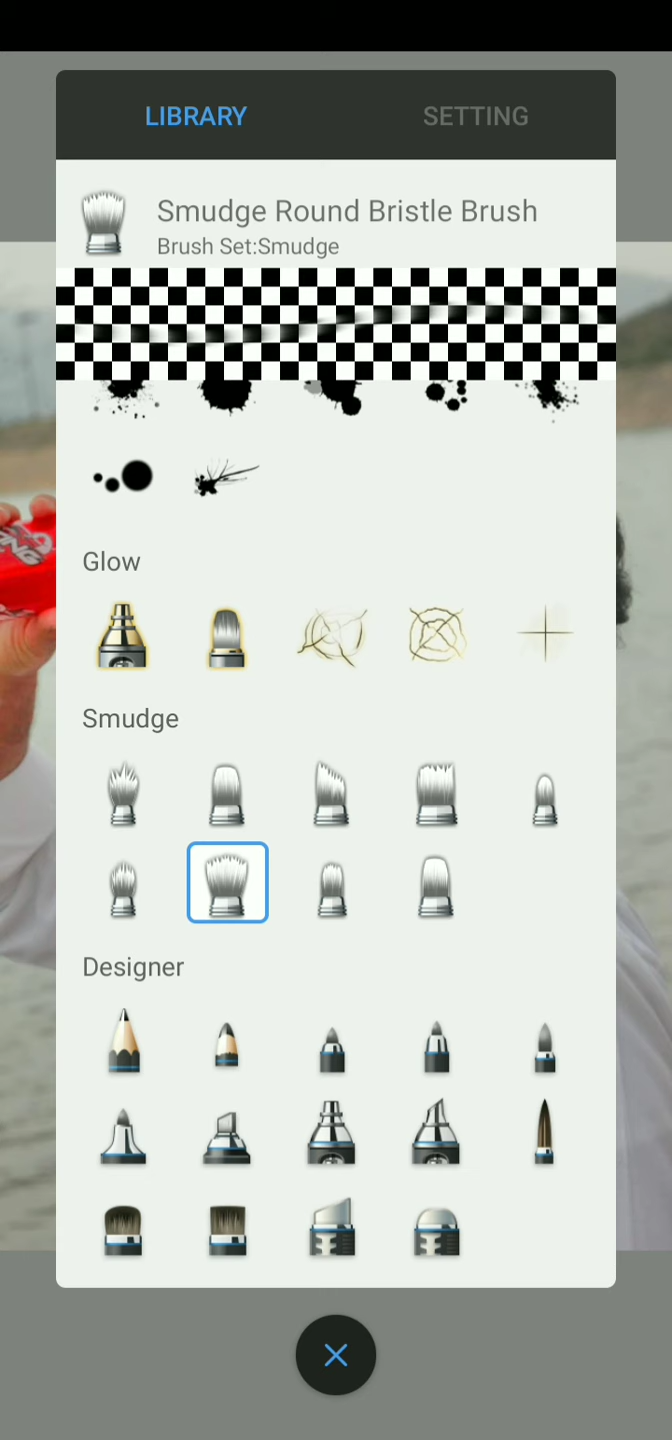 LIBRARY
SETTING
Smudge Round Bristle Brush
Brush Set:Smudge
Glow
Smudge
Designer